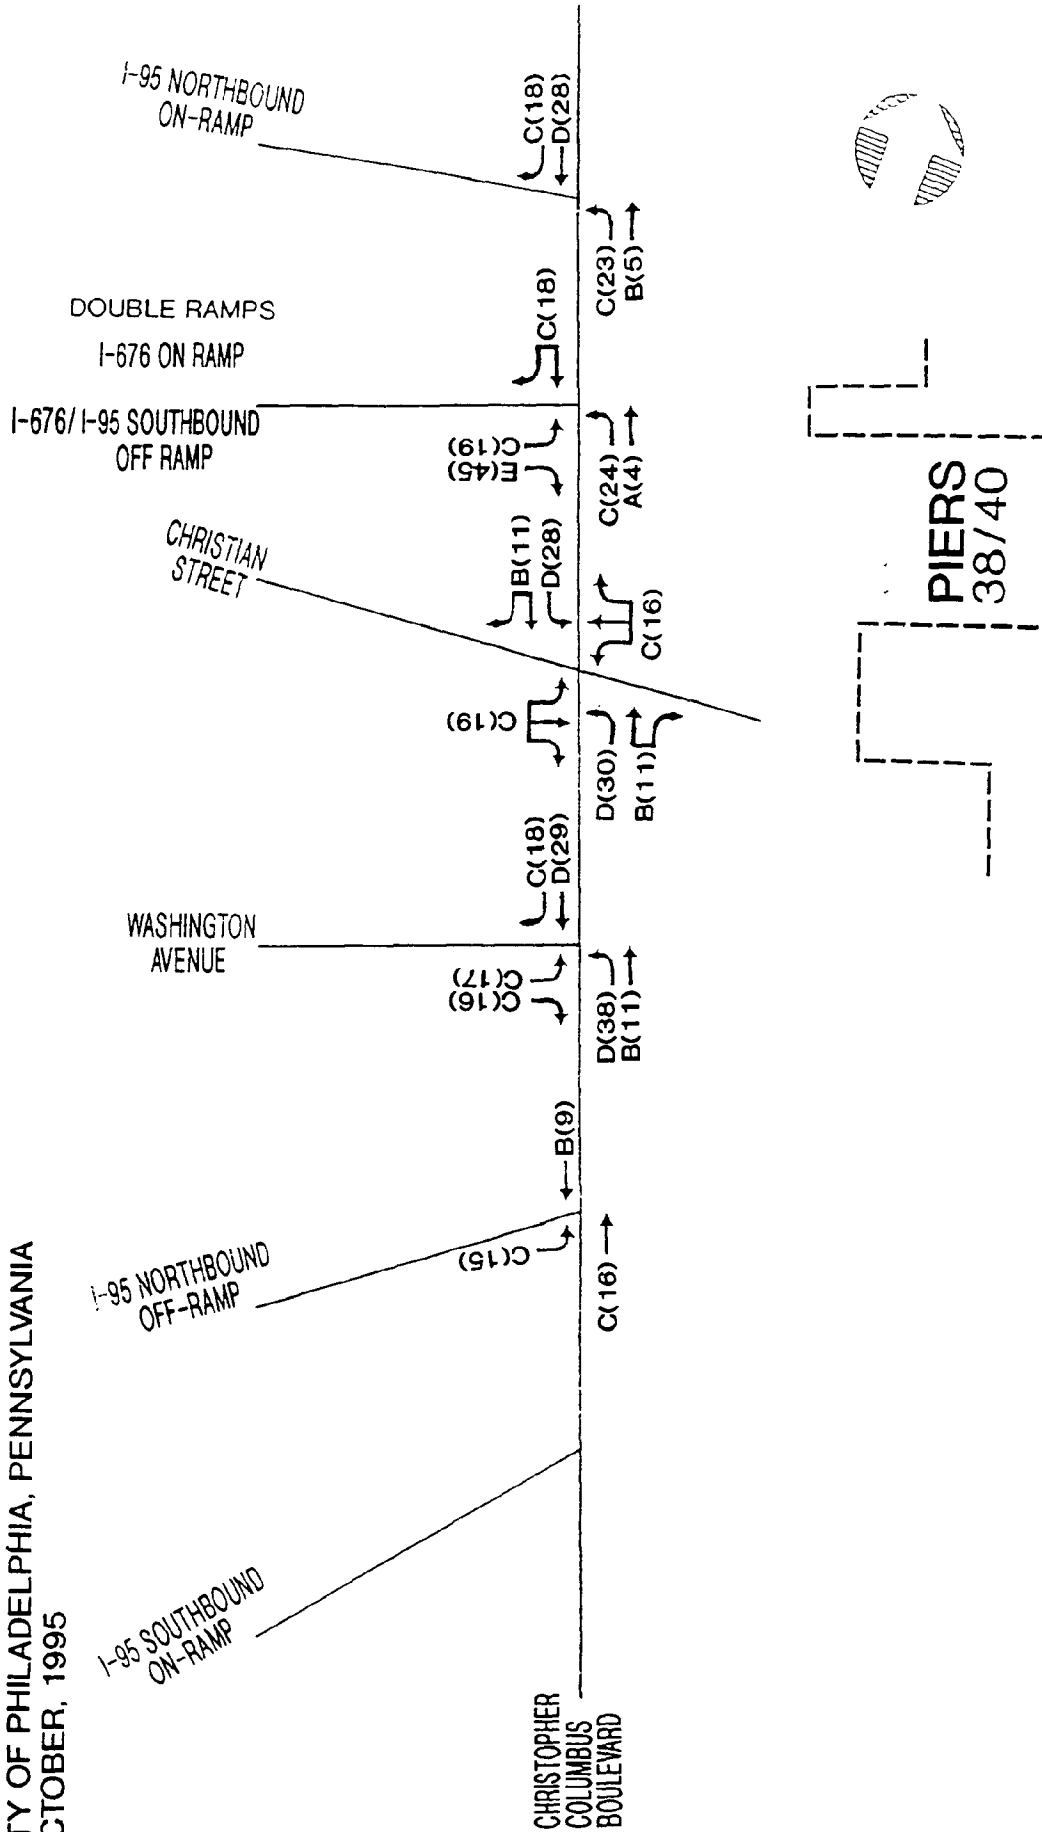 TY OF PHILADELPHIA, PENNSYLVANIA
CTOBER, 1995
I-95 NORTHBOUND
ON-RAMP
C(18)
D(28)
C(23)
B(5)
DOUBLE RAMPS
I-676 ON RAMP
I-676/I-95 SOUTHBOUND
OFF RAMP
C(18)
C(19)
E(45)
C(24)
A(4)
CHRISTIAN
STREET
B(11)
D(28)
C(16)
C(19)
D(30)
B(11)
PIERS
38/40
WASHINGTON
AVENUE
C(18)
D(29)
C(17)
C(16)
D(38)
B(11)
I-95 NORTHBOUND
OFF-RAMP
B(9)
C(15)
C(16)
I-95 SOUTHBOUND
ON-RAMP
CHRISTOPHER
COLUMBUS
BOULEVARD